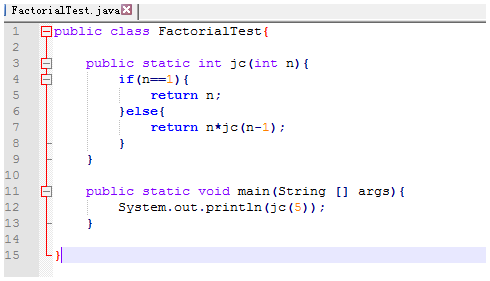 FactorialTest.java
1 public class FactorialTest{
2
3     public static int jc(int n){
4         if(n==1){
5             return n;
6         }else{
7             return n*jc(n-1);
8         }
9     }
10
11     public static void main(String [] args){
12         System.out.println(jc(5));
13     }
14
15 }